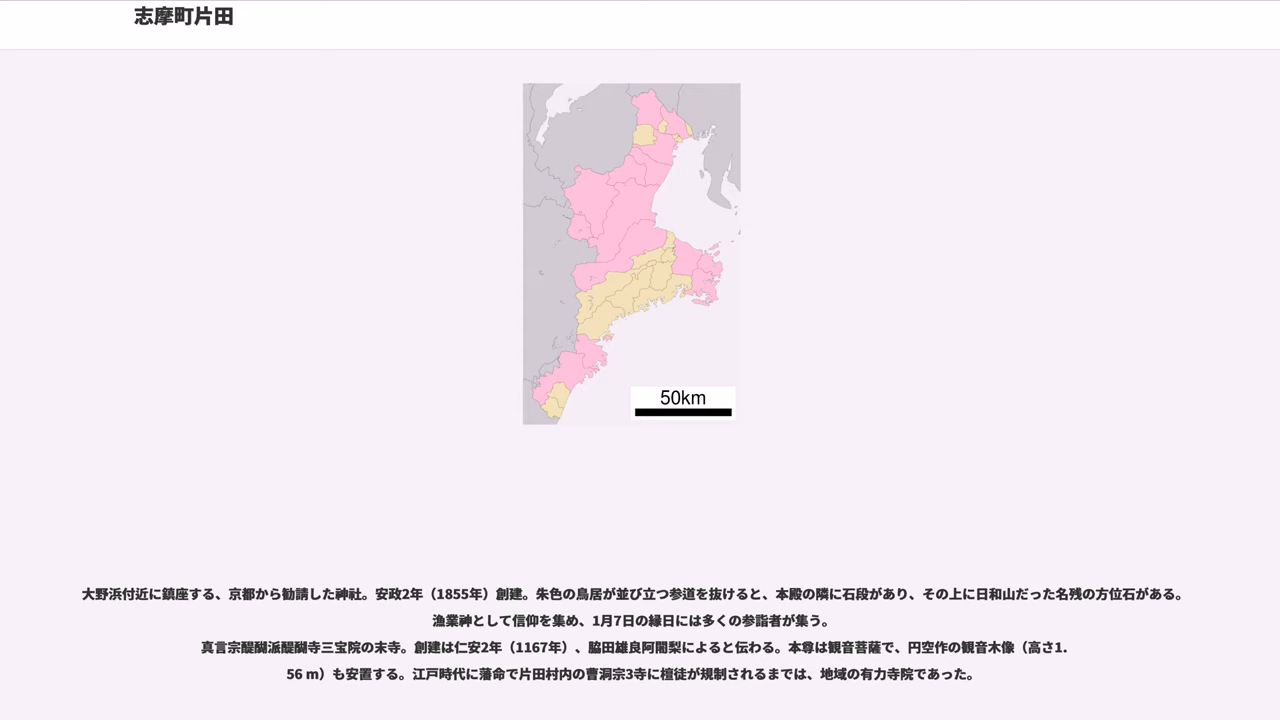 志摩町片田
50km
大野浜付近に鎮座する、京都から勧請した神社。安政2年（1855年）創建。朱色の鳥居が並び立つ参道を抜けると、本殿の隣に石段があり、その上に日和山だった名残の方位石がある。
漁業神として信仰を集め、1月7日の縁日には多くの参詣者が集う。
真言宗醍醐派醍醐寺三宝院の末寺。創建は仁安2年（1167年）、脇田雄良阿闍梨によると伝わる。本尊は観音菩薩で、円空作の観音木像（高さ1.
56 m）も安置する。江戸時代に藩命で片田村内の曹洞宗3寺に檀徒が規制されるまでは、地域の有力寺院であった。